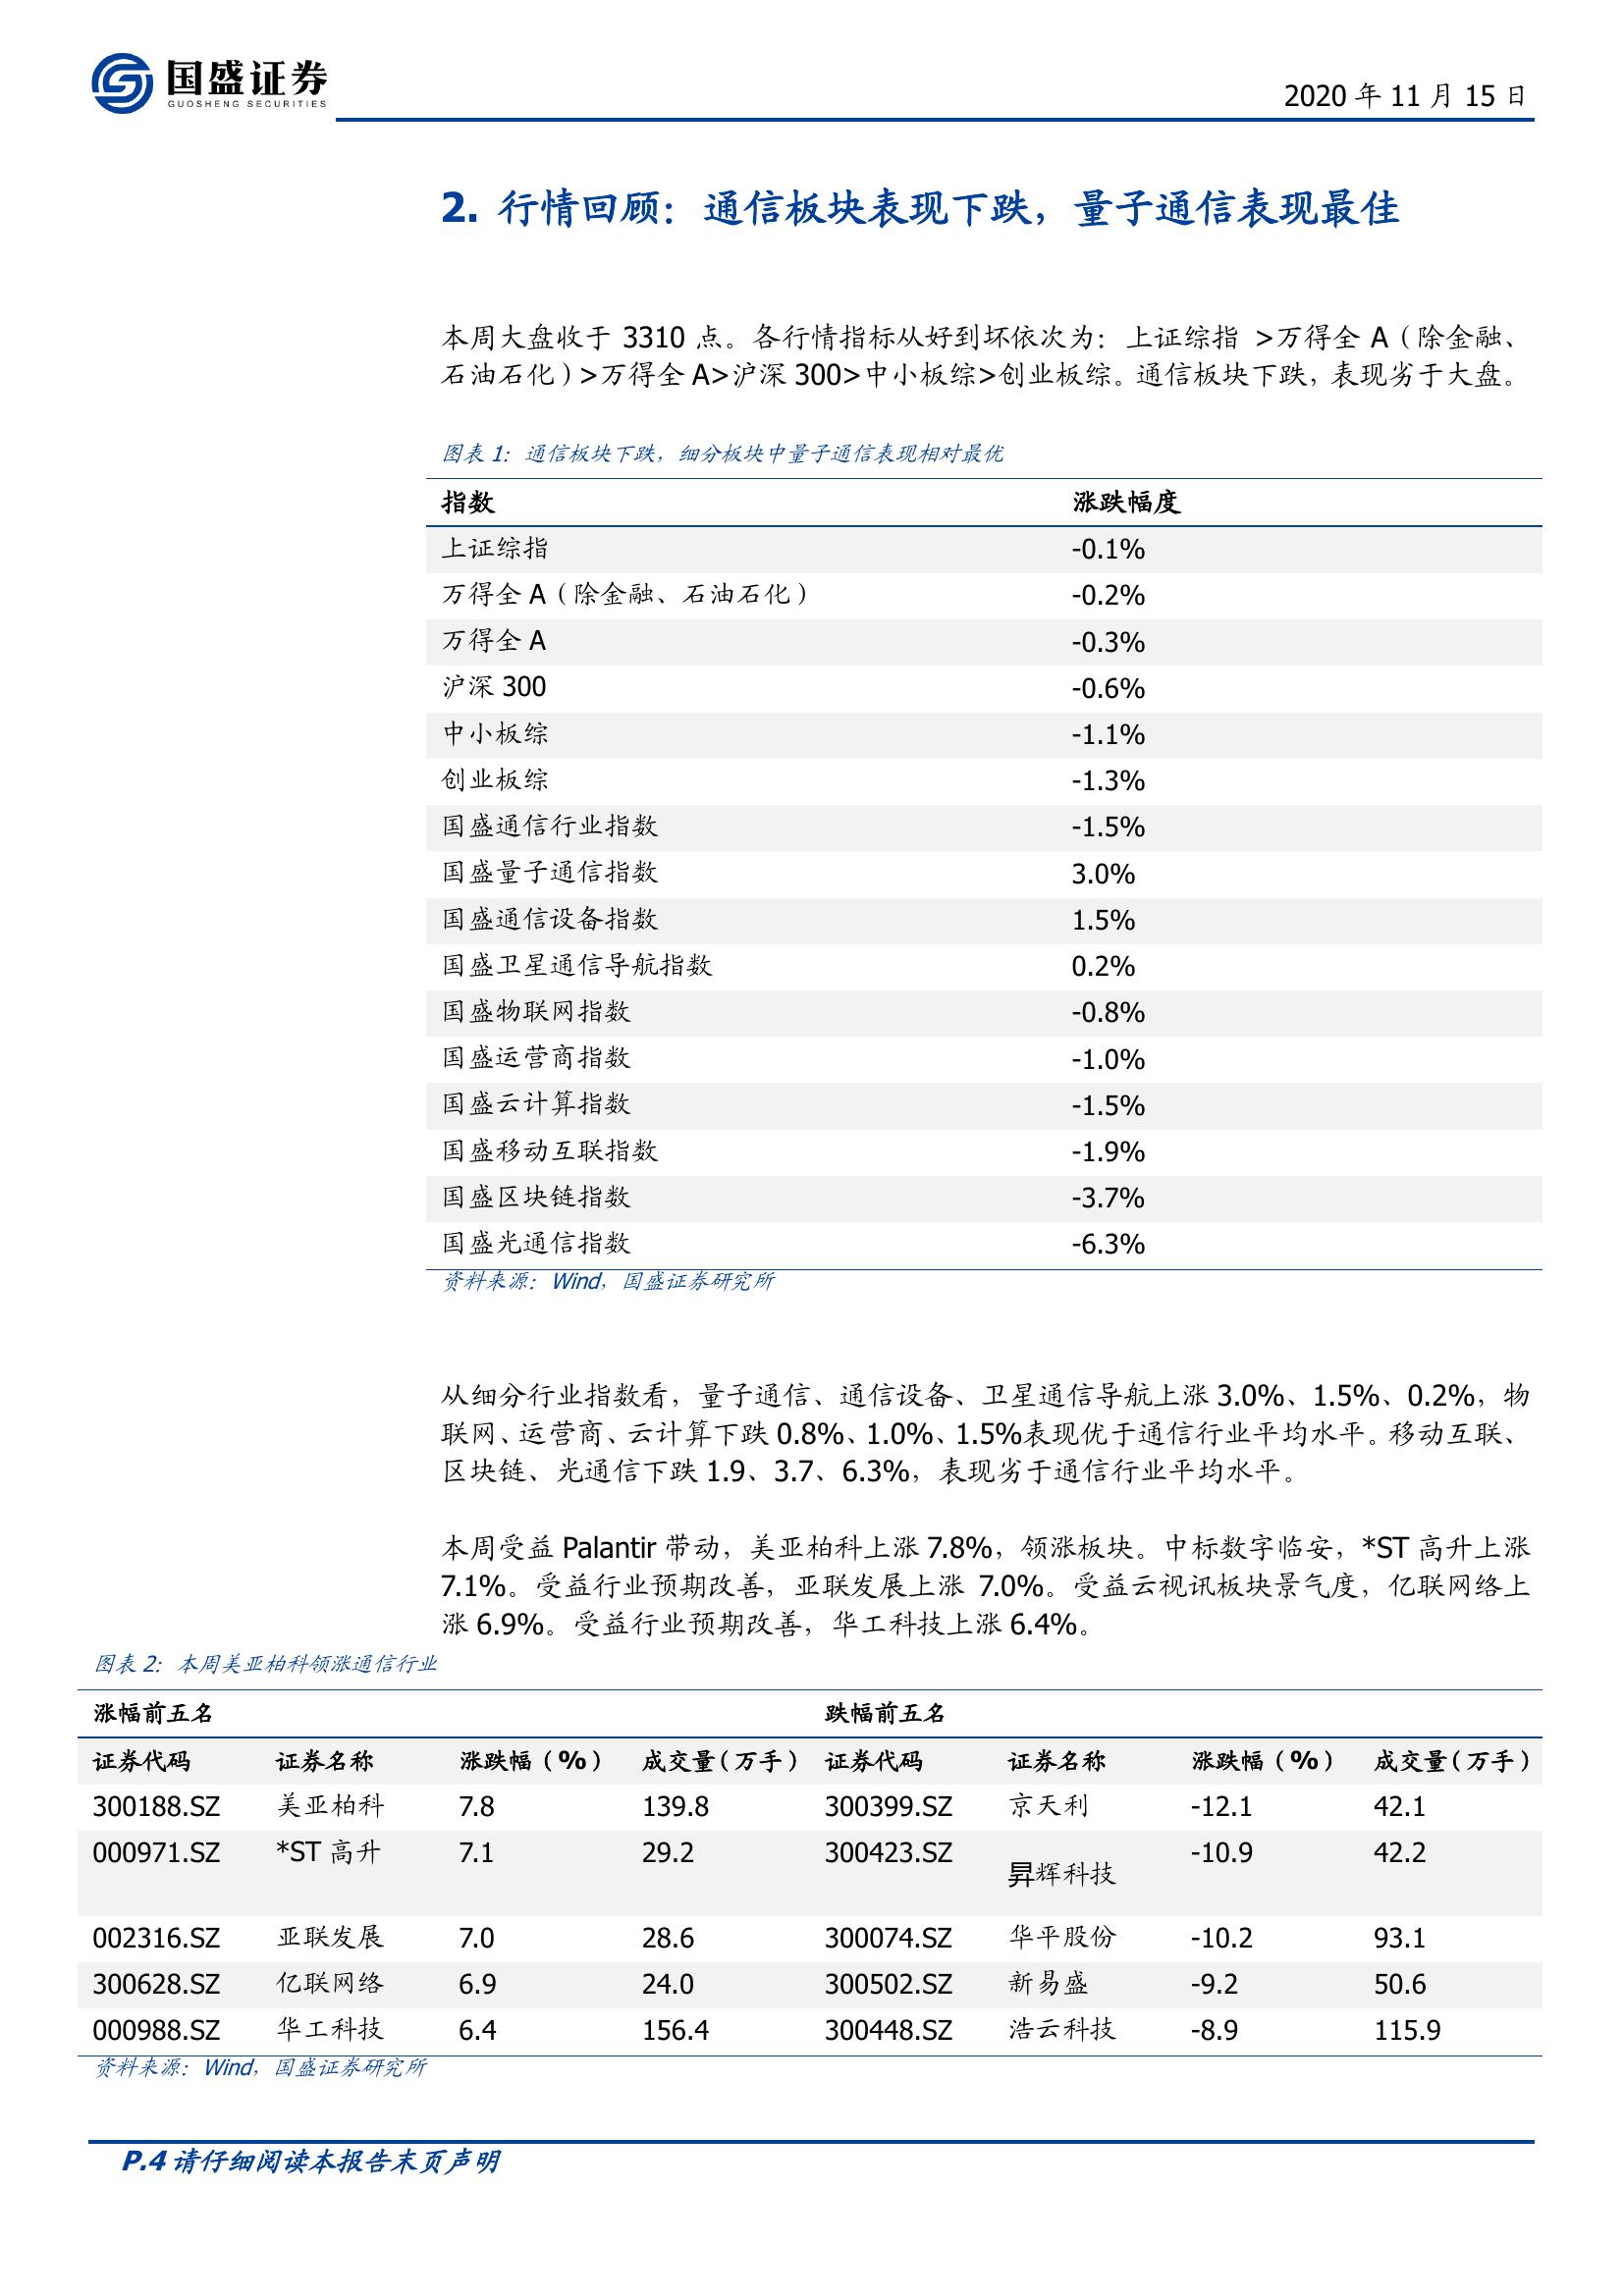 国盛证券
GUOSHENG SECURITIES
2020 年 11 月 15 日
2. 行情回顾：通信板块表现下跌，量子通信表现最佳
本周大盘收于 3310 点。各行情指标从好到坏依次为：上证综指 >万得全 A（除金融、
石油石化）>万得全 A>沪深 300>中小板综>创业板综。通信板块下跌，表现劣于大盘。
图表 1：通信板块下跌，细分板块中量子通信表现相对最优
指数 涨跌幅度
上证综指 -0.1%
万得全 A（除金融、石油石化） -0.2%
万得全 A -0.3%
沪深 300 -0.6%
中小板综 -1.1%
创业板综 -1.3%
国盛通信行业指数 -1.5%
国盛量子通信指数 3.0%
国盛通信设备指数 1.5%
国盛卫星通信导航指数 0.2%
国盛物联网指数 -0.8%
国盛运营商指数 -1.0%
国盛云计算指数 -1.5%
国盛移动互联指数 -1.9%
国盛区块链指数 -3.7%
国盛光通信指数 -6.3%
资料来源：Wind，国盛证券研究所
从细分行业指数看，量子通信、通信设备、卫星通信导航上涨 3.0%、1.5%、0.2%，物
联网、运营商、云计算下跌 0.8%、1.0%、1.5%表现优于通信行业平均水平。移动互联、
区块链、光通信下跌 1.9、3.7、6.3%，表现劣于通信行业平均水平。
本周受益 Palantir 带动，美亚柏科上涨 7.8%，领涨板块。中标数字临安，*ST 高升上涨
7.1%。受益行业预期改善，亚联发展上涨 7.0%。受益云视讯板块景气度，亿联网络上
涨 6.9%。受益行业预期改善，华工科技上涨 6.4%。
图表 2：本周美亚柏科领涨通信行业
涨幅前五名 跌幅前五名
证券代码 证券名称 涨跌幅（%） 成交量（万手） 证券代码 证券名称 涨跌幅（%） 成交量（万手）
300188.SZ 美亚柏科 7.8 139.8 300399.SZ 京天利 -12.1 42.1
000971.SZ *ST 高升 7.1 29.2 300423.SZ 昇辉科技 -10.9 42.2
002316.SZ 亚联发展 7.0 28.6 300074.SZ 华平股份 -10.2 93.1
300628.SZ 亿联网络 6.9 24.0 300502.SZ 新易盛 -9.2 50.6
000988.SZ 华工科技 6.4 156.4 300448.SZ 浩云科技 -8.9 115.9
资料来源：Wind，国盛证券研究所
P.4 请仔细阅读本报告末页声明